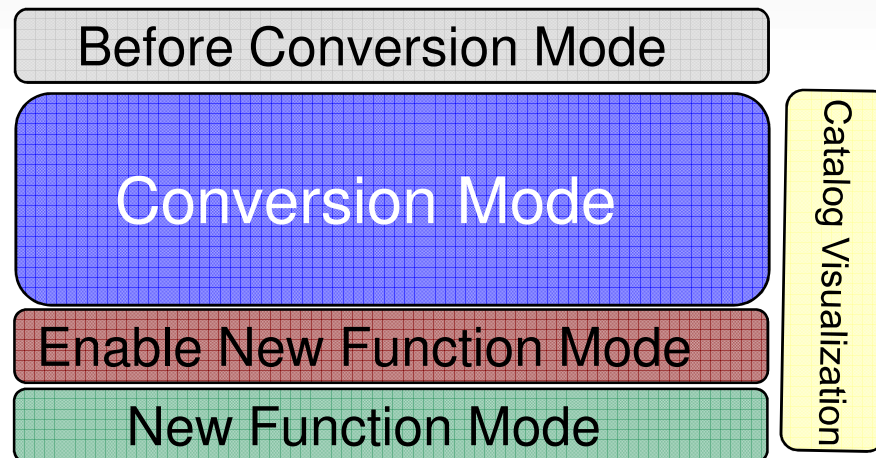 Before Conversion Mode
Conversion Mode
Enable New Function Mode
New Function Mode
Catalog Visualization